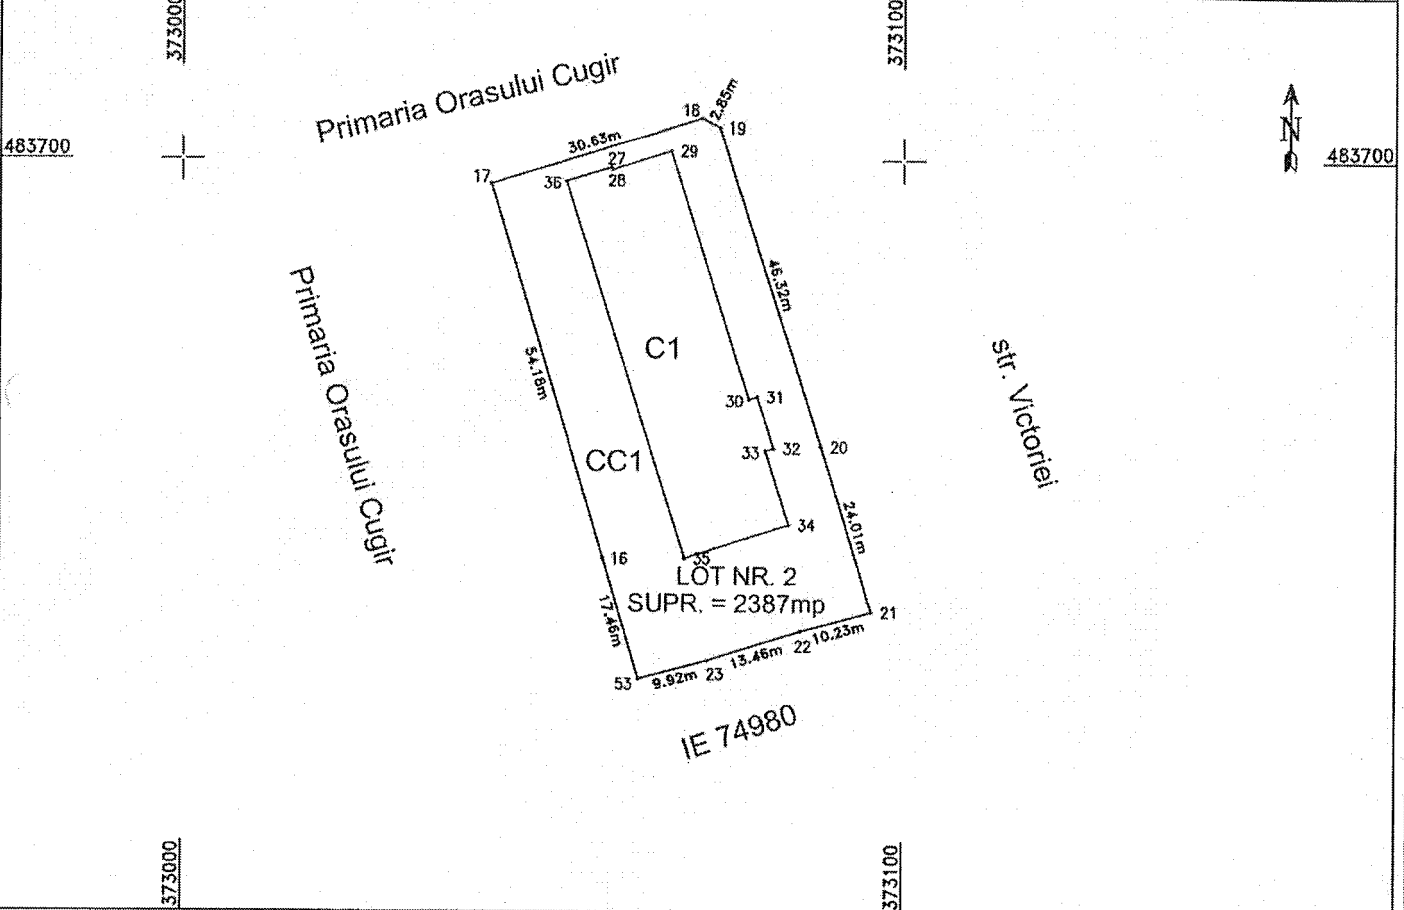 373000
373100
Primaria Orasului Cugir
483700
483700
N
18
2.85m
19
30.63m
27
29
17
36
28
46.32m
Primaria Orasului Cugir
C1
str. Victoriei
54.18m
30
31
CC1
33
32
20
24.01m
34
16
35
LOT NR. 2
SUPR. = 2387mp
17.46m
21
10.23m
22
13.46m
23
9.92m
53
IE 74980
373000
373100